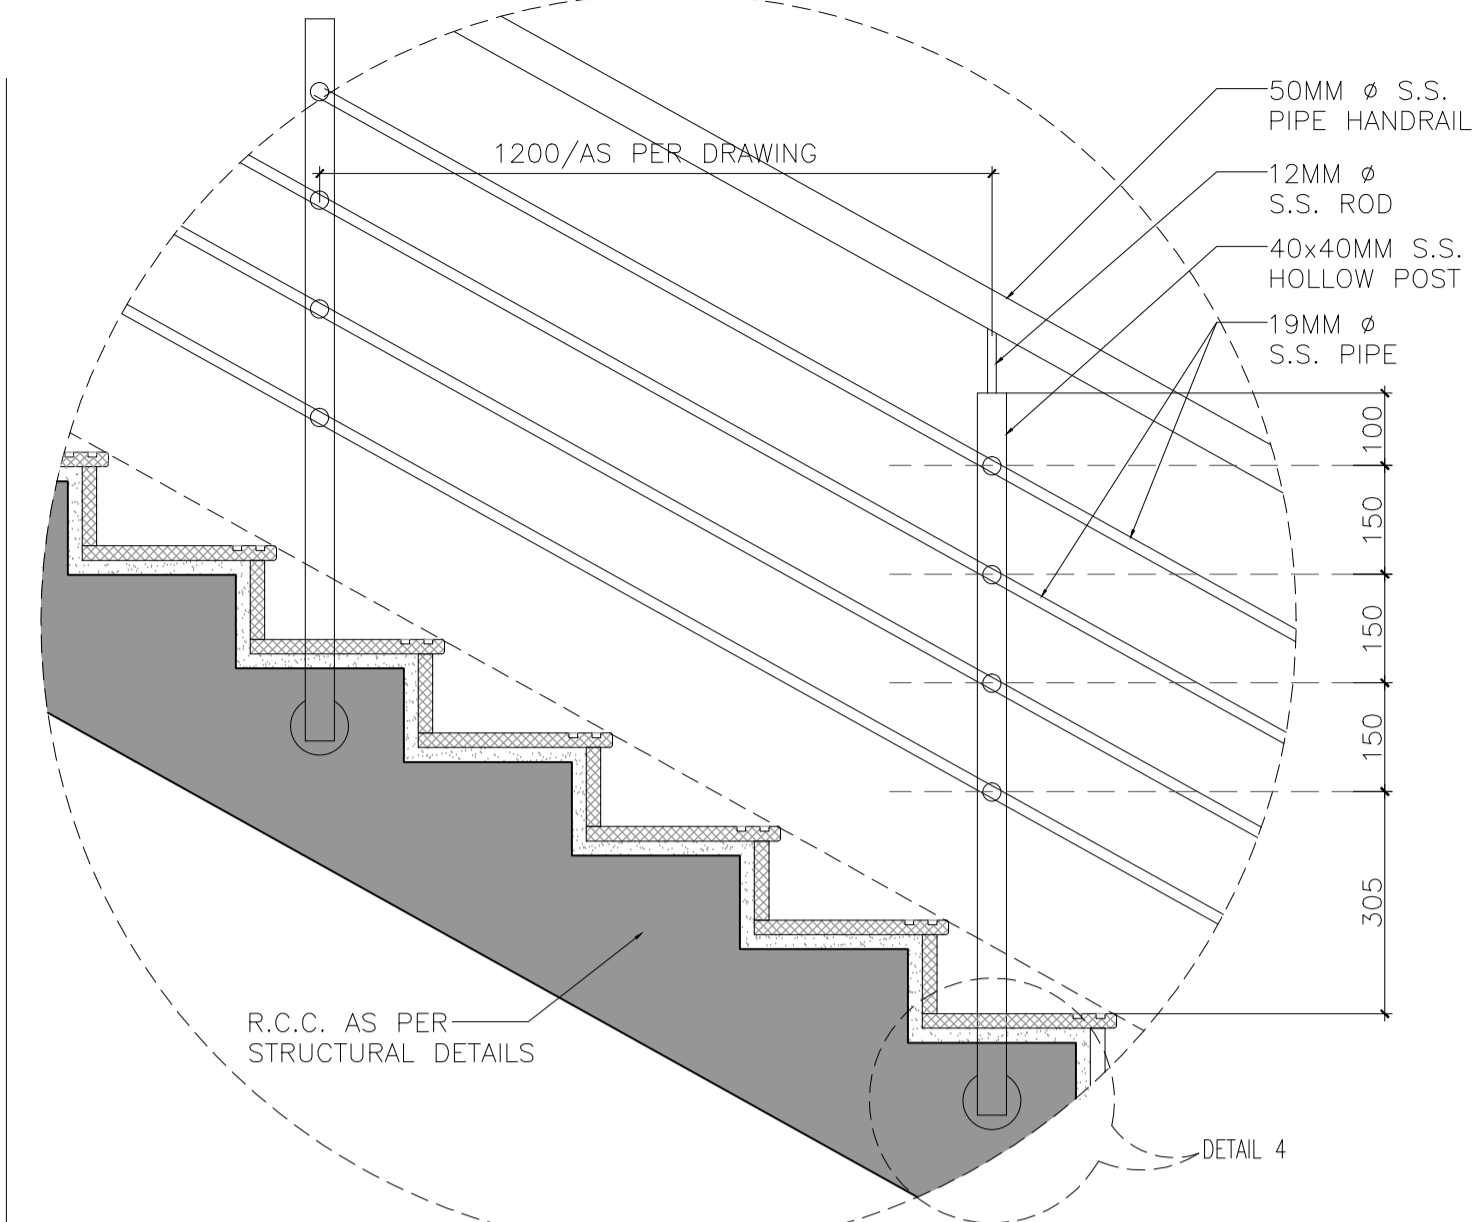 50MM ø S.S.
PIPE HANDRAIL
1200/AS PER DRAWING
12MM ø
S.S. ROD
40x40MM S.S.
HOLLOW POST
19MM ø
S.S. PIPE
100
150
150
150
305
R.C.C. AS PER
STRUCTURAL DETAILS
DETAIL 4